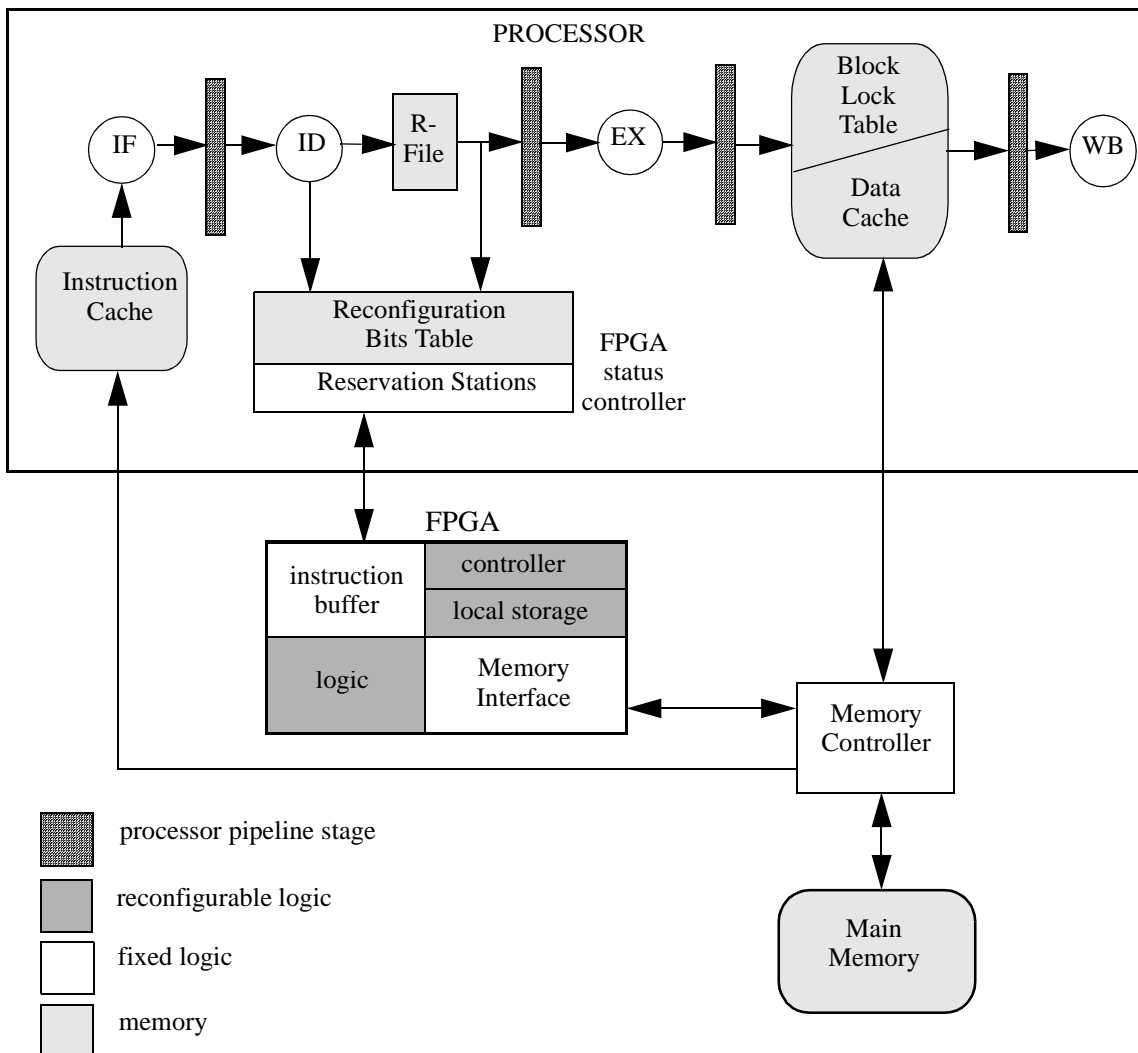 PROCESSOR
IF
ID
R-
File
EX
Block
Lock
Table
Data
Cache
WB
Instruction
Cache
Reconfiguration
Bits Table
Reservation Stations
FPGA
status
controller
FPGA
instruction
buffer
controller
local storage
logic
Memory
Interface
Memory
Controller
processor pipeline stage
reconfigurable logic
fixed logic
memory
Main
Memory